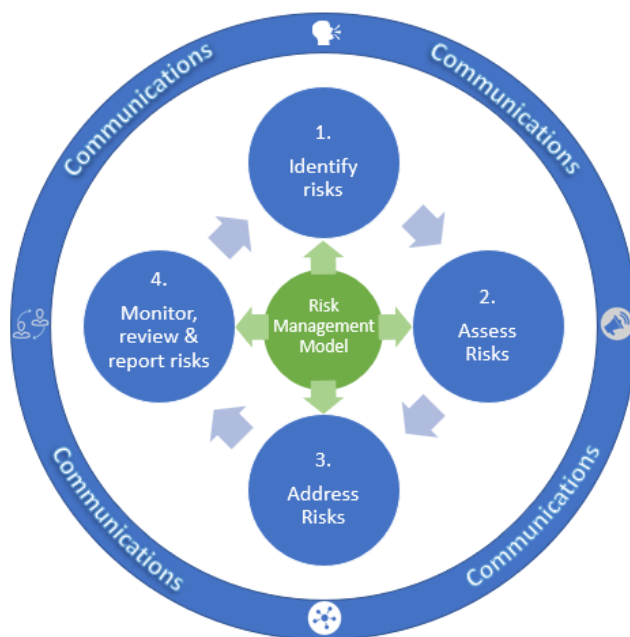 Communications
Communications
1.
Identify
risks
2.
Assess
Risks
3.
Address
Risks
4.
Monitor,
review &
report risks
Risk
Management
Model
Communications
Communications